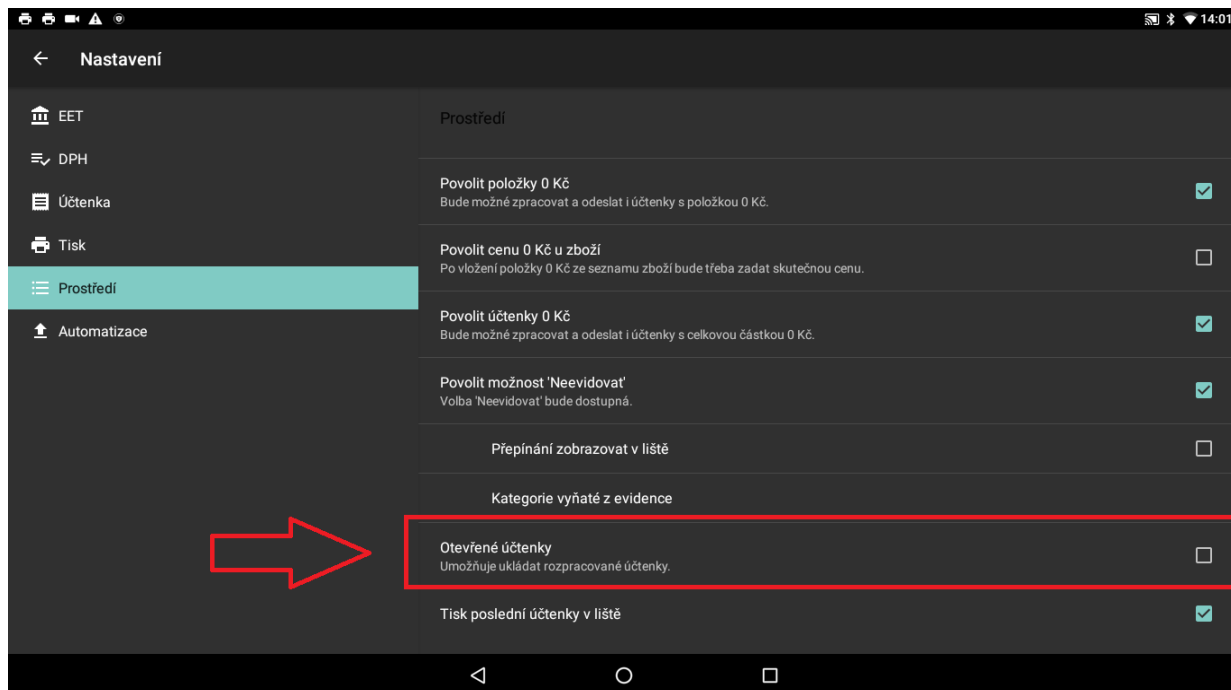 14:01
Nastavení
EET
DPH
Účtenka
Tisk
Prostředí
Automatizace
Prostředí
Povolit položky 0 Kč
Bude možné zpracovat a odeslat i účtenky s položkou 0 Kč.
Povolit cenu 0 Kč u zboží
Po vložení položky 0 Kč ze seznamu zboží bude třeba zadat skutečnou cenu.
Povolit účtenky 0 Kč
Bude možné zpracovat a odeslat i účtenky s celkovou částkou 0 Kč.
Povolit možnost 'Neevidovat'
Volba 'Neevidovat' bude dostupná.
Přepínání zobrazovat v liště
Kategorie vyňaté z evidence
Otevřené účtenky
Umožňuje ukládat rozpracované účtenky.
Tisk poslední účtenky v liště